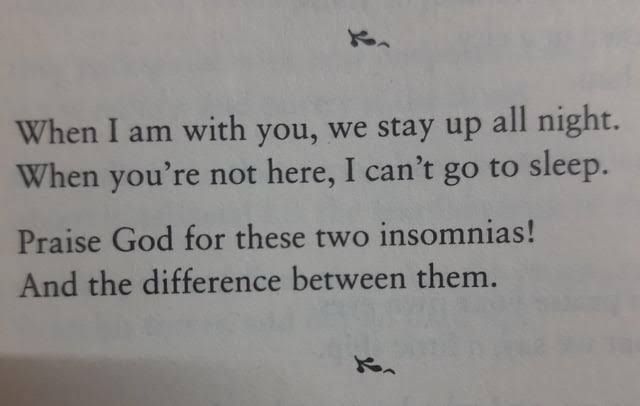 When I am with you, we stay up all night.
When you're not here, I can't go to sleep.
Praise God for these two insomnias!
And the difference between them.